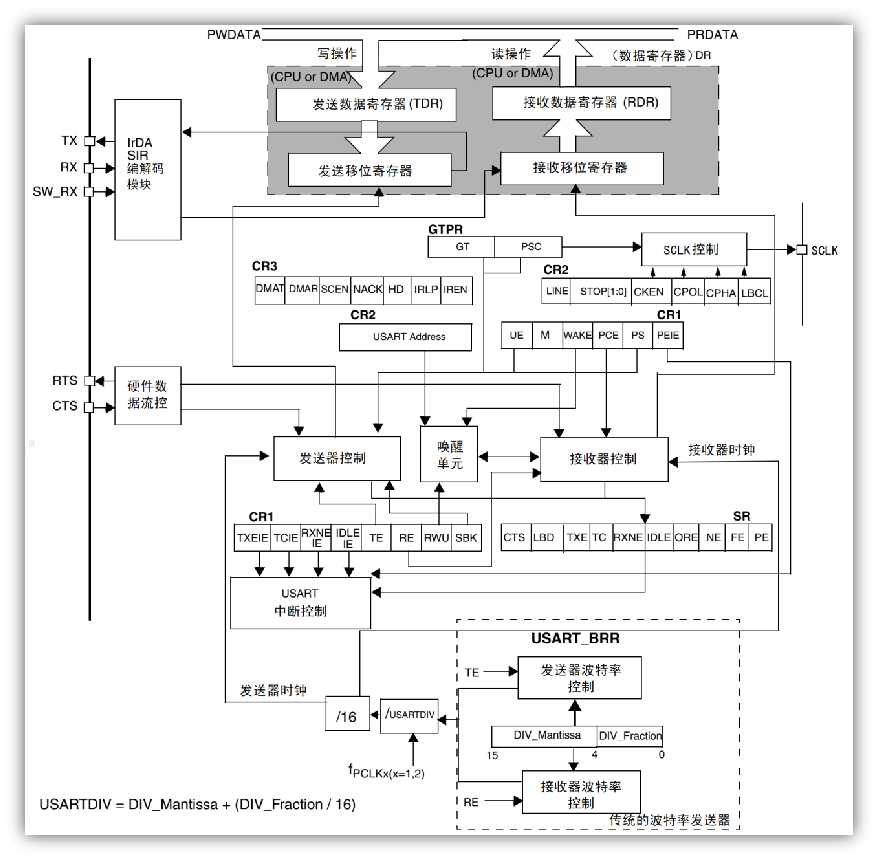 PWDATA
PRDATA
写操作
读操作
（数据寄存器）DR
(CPU or DMA)
(CPU or DMA)
发送数据寄存器(TDR)
接收数据寄存器 (RDR)
TX
RX
SW_RX
IrDA
SIR
编解码
模块
发送移位寄存器
接收移位寄存器
GTPR
GT
PSC
SCLK控制
SCLK
CR3
DMAT
DMAR
SCEN
NACK
HD
IRLP
IREN
CR2
LINE
STOP[1:0]
CKEN
CPOL
CPHA
LBCL
CR2
USART Address
CR1
UE
M
WAKE
PCE
PS
PEIE
RTS
CTS
硬件数
据流控
发送器控制
唤醒
单元
接收器控制
接收器时钟
CR1
TXEIE
TCIE
RXNE
IE
IDLE
IE
TE
RE
RWU
SBK
SR
CTS
LBD
TXE
TC
RXNE
IDLE
ORE
NE
FE
PE
USART
中断控制
USART_BRR
发送器时钟
TE
发送器波特率
控制
/16
/USARTDIV
DIV_Mantissa
DIV_Fraction
15
4
0
fPCLKx(x=1,2)
RE
接收器波特率
控制
传统的波特率发送器
USARTDIV = DIV_Mantissa + (DIV_Fraction / 16)